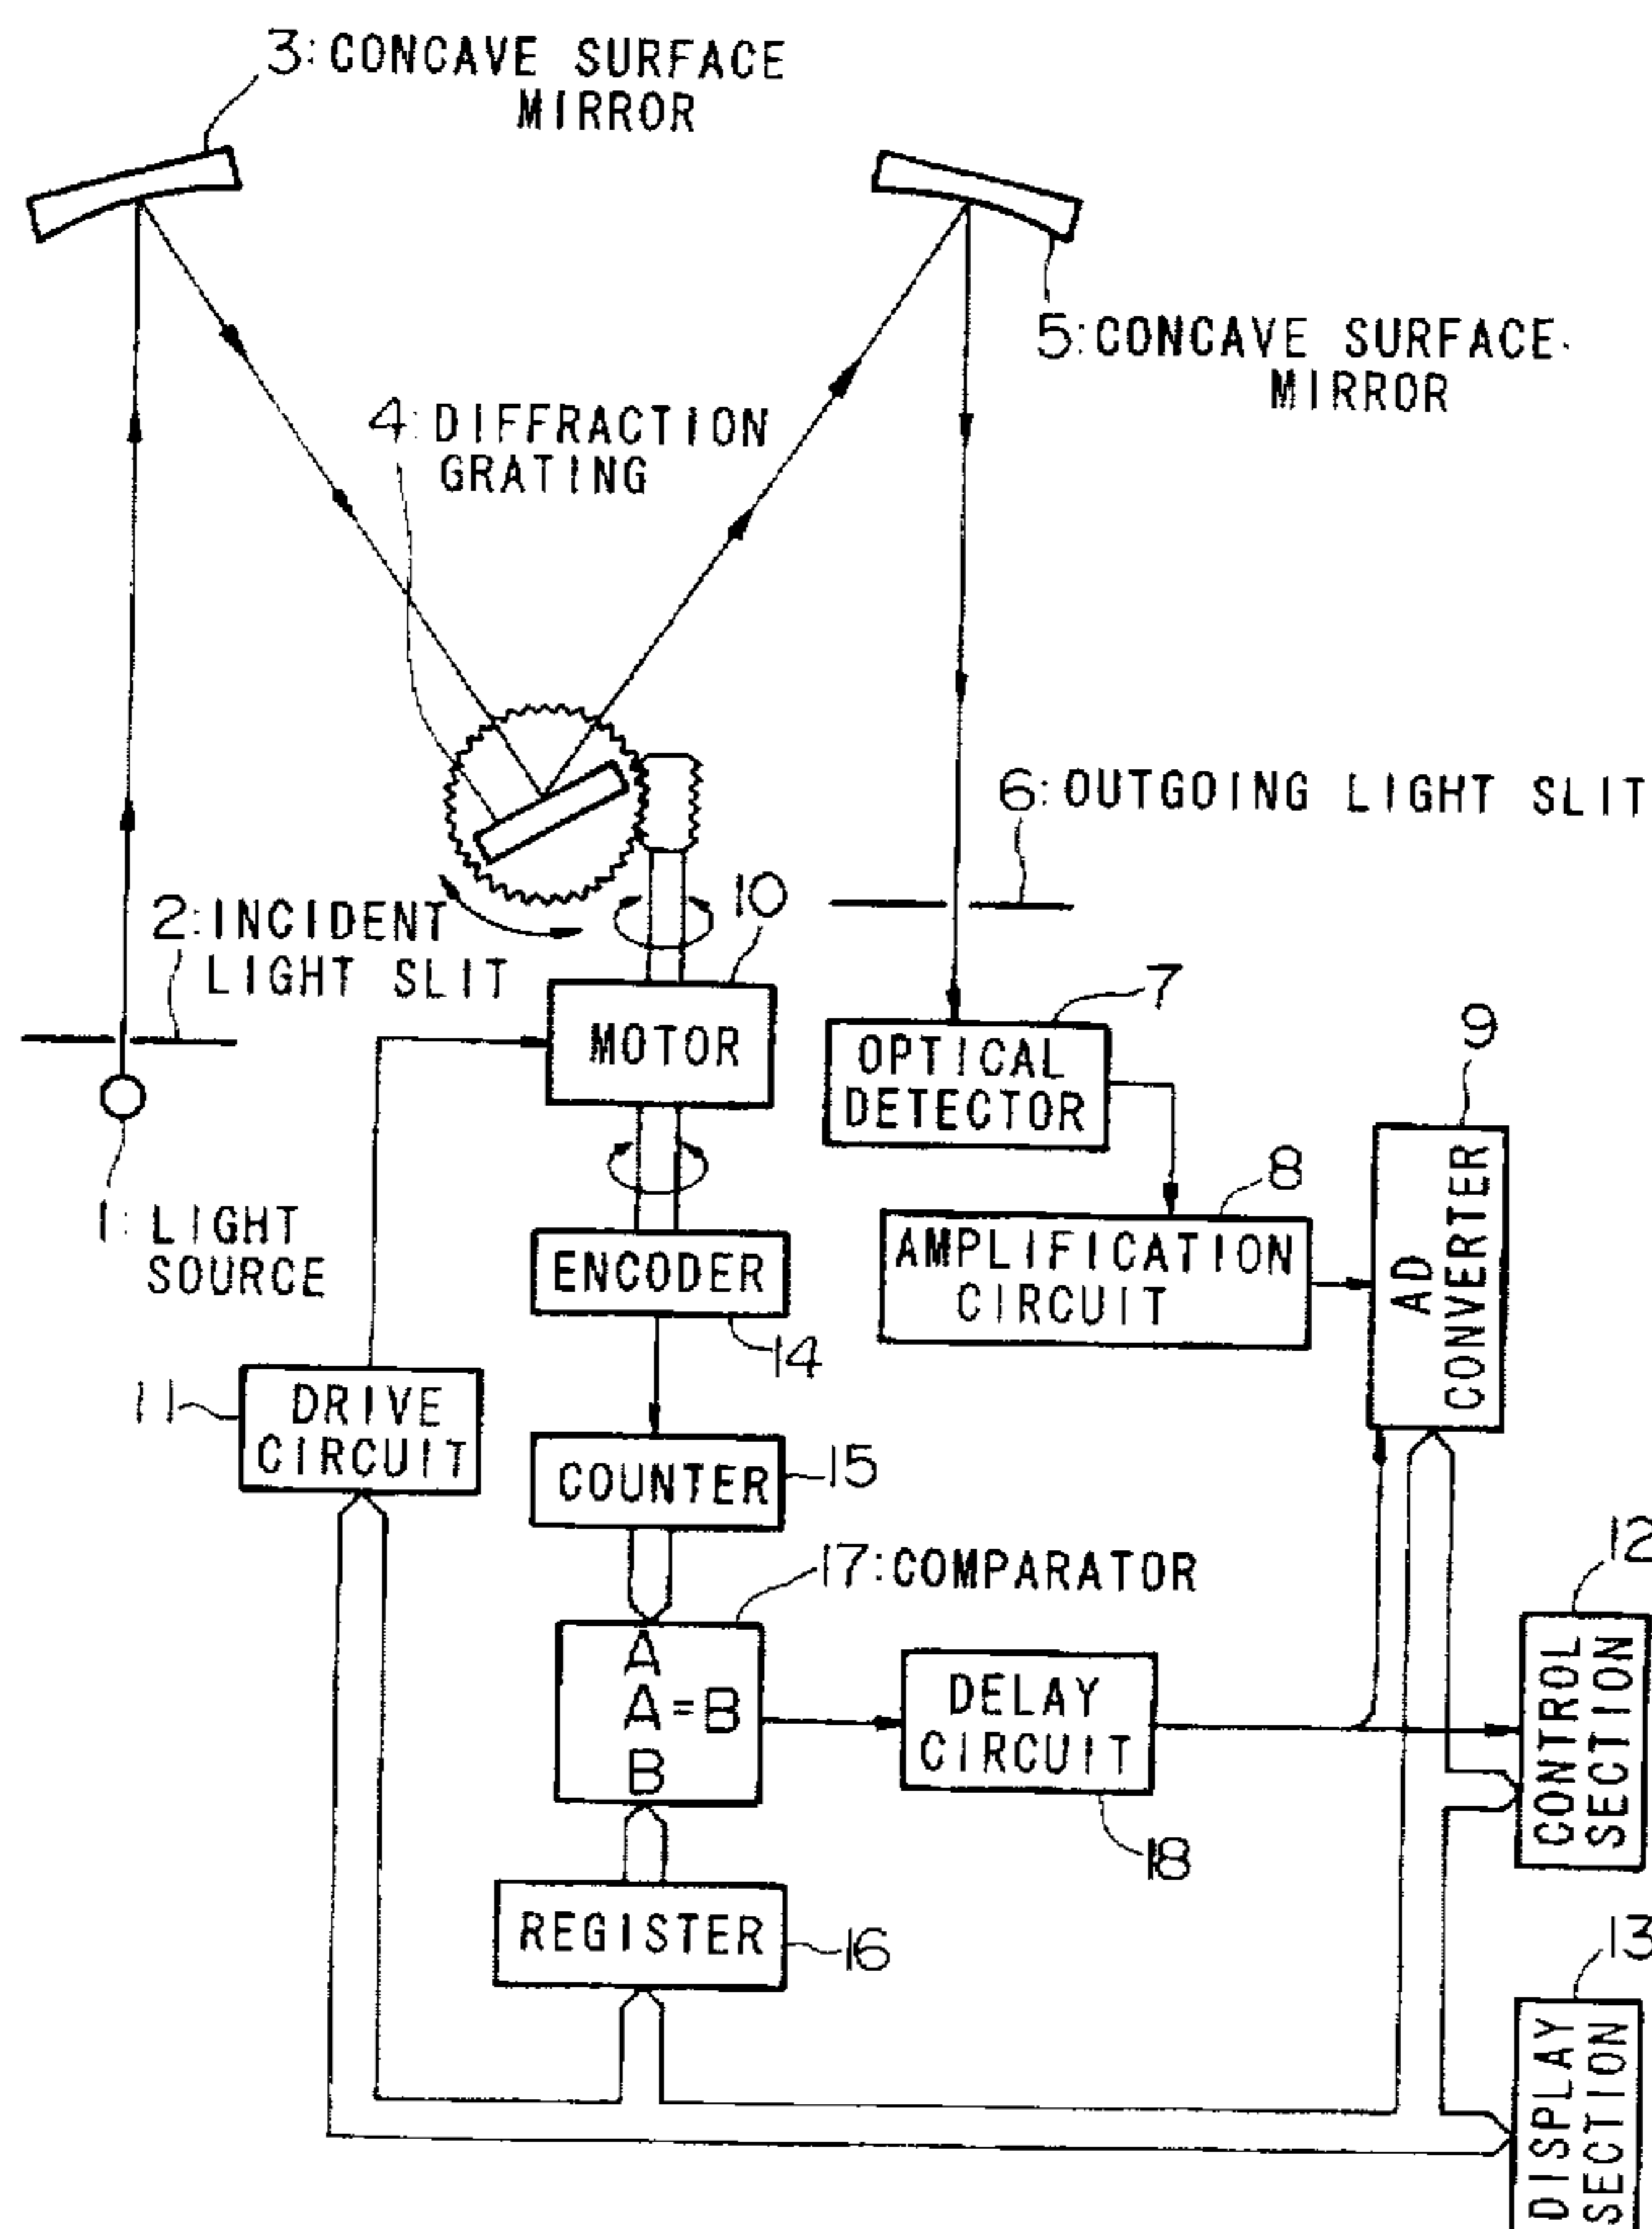 3: CONCAVE SURFACE
MIRROR
5: CONCAVE SURFACE
MIRROR
4: DIFFRACTION
GRATING
6: OUTGOING LIGHT SLIT
2: INCIDENT
LIGHT SLIT
10
MOTOR
7
OPTICAL
DETECTOR
9
AD
CONVERTER
1: LIGHT
SOURCE
8
AMPLIFICATION
CIRCUIT
ENCODER
14
11
DRIVE
CIRCUIT
COUNTER
15
17: COMPARATOR
A
A = B
B
DELAY
CIRCUIT
18
12
CONTROL
SECTION
REGISTER
16
13
DISPLAY
SECTION